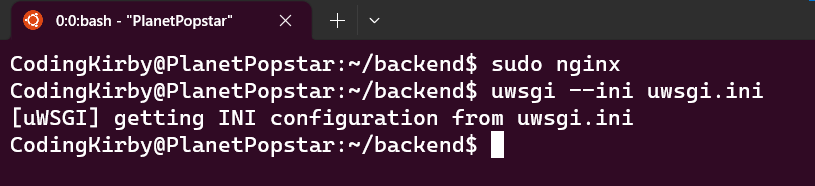 0:0:bash - "PlanetPopstar"
CodingKirby@PlanetPopstar:~/backend$ sudo nginx
CodingKirby@PlanetPopstar:~/backend$ uwsgi --ini uwsgi.ini
[uWSGI] getting INI configuration from uwsgi.ini
CodingKirby@PlanetPopstar:~/backend$